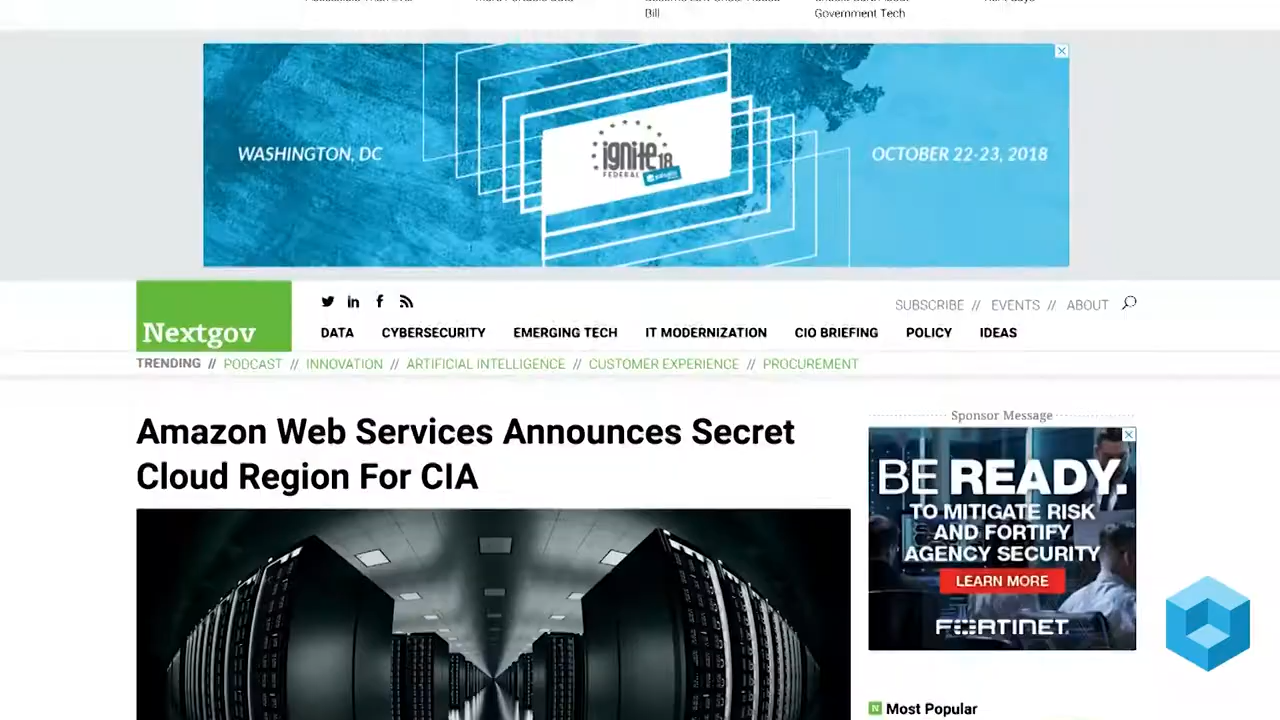 Bill
Government Tech
WASHINGTON, DC
ignite18
FEDERAL
OCTOBER 22-23, 2018
Nextgov
SUBSCRIBE // EVENTS // ABOUT
DATA CYBERSECURITY EMERGING TECH IT MODERNIZATION CIO BRIEFING POLICY IDEAS
TRENDING // PODCAST // INNOVATION // ARTIFICIAL INTELLIGENCE // CUSTOMER EXPERIENCE // PROCUREMENT
Amazon Web Services Announces Secret
Cloud Region For CIA
Sponsor Message
BE READY.
TO MITIGATE RISK
AND FORTIFY
AGENCY SECURITY
LEARN MORE
FORTINET
N Most Popular